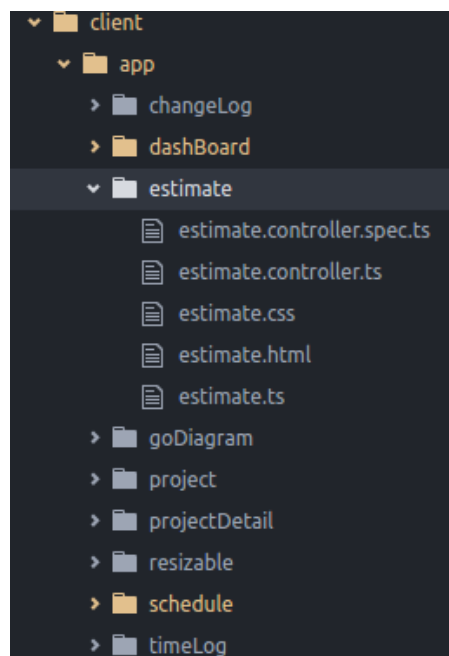 client
app
changeLog
dashBoard
estimate
estimate.controller.spec.ts
estimate.controller.ts
estimate.css
estimate.html
estimate.ts
goDiagram
project
projectDetail
resizable
schedule
timeLog